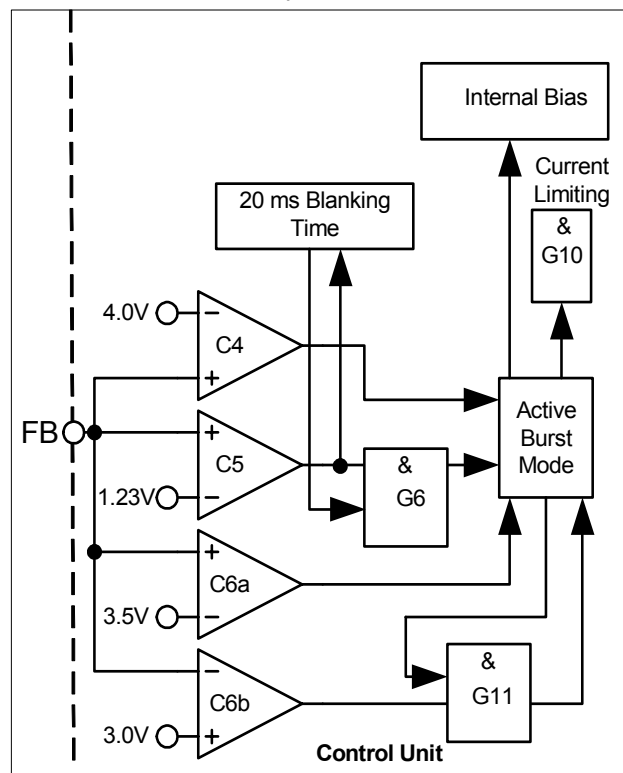 Internal Bias
Current
Limiting
&
G10
20 ms Blanking
Time
4.0V
−
C4
+
FB
+
C5
1.23V
−
&
G6
Active
Burst
Mode
+
C6a
3.5V
−
−
C6b
3.0V
+
&
G11
Control Unit